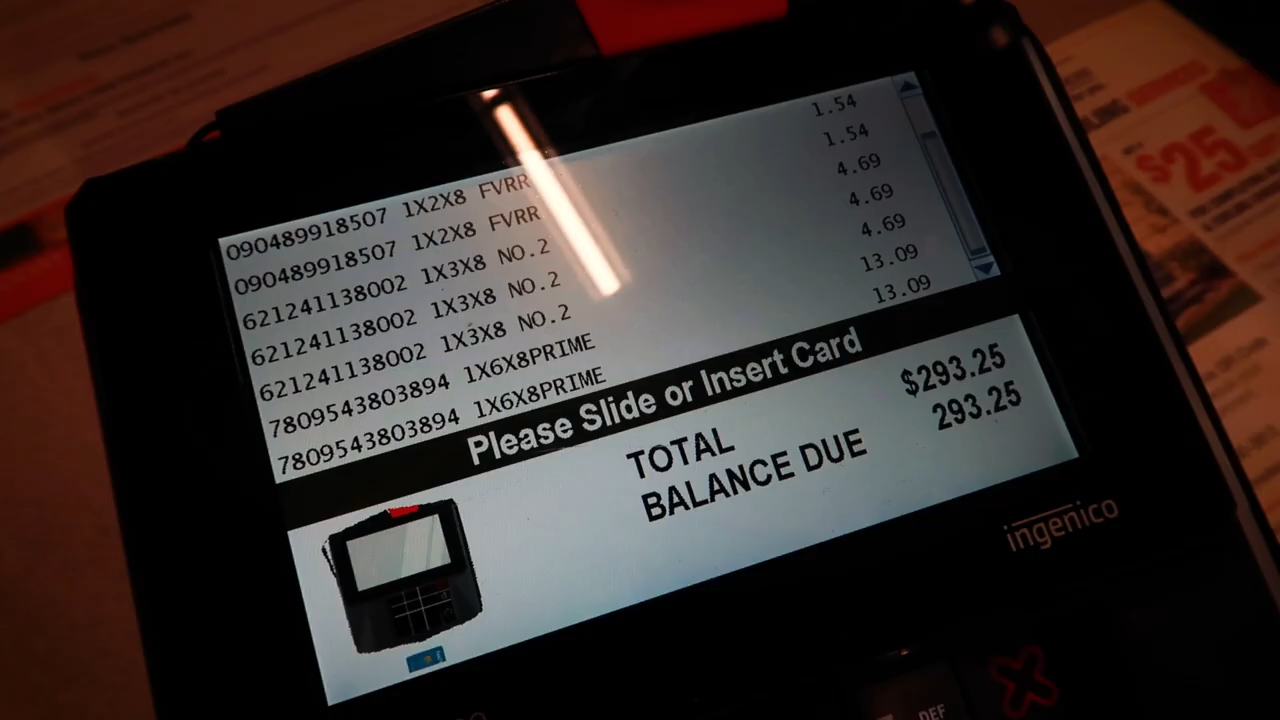 090489918507 1X2X8 FVRR 1.54
090489918507 1X2X8 FVRR 1.54
621241138002 1X3X8 NO.2 4.69
621241138002 1X3X8 NO.2 4.69
621241138002 1X3X8 NO.2 4.69
7809543803894 1X6X8PRIME 13.09
7809543803894 1X6X8PRIME 13.09
Please Slide or Insert Card
TOTAL $293.25
BALANCE DUE 293.25
ingenico
DEF
$25